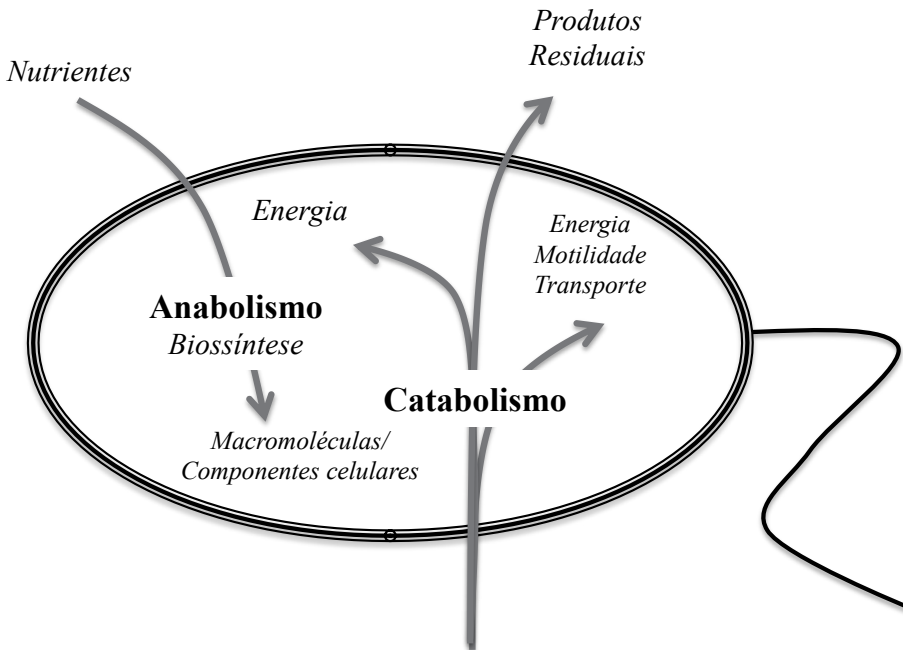 Produtos
Residuais
Nutrientes
Energia
Energia
Motilidade
Transporte
Anabolismo
Biossíntese
Catabolismo
Macromoléculas/
Componentes celulares